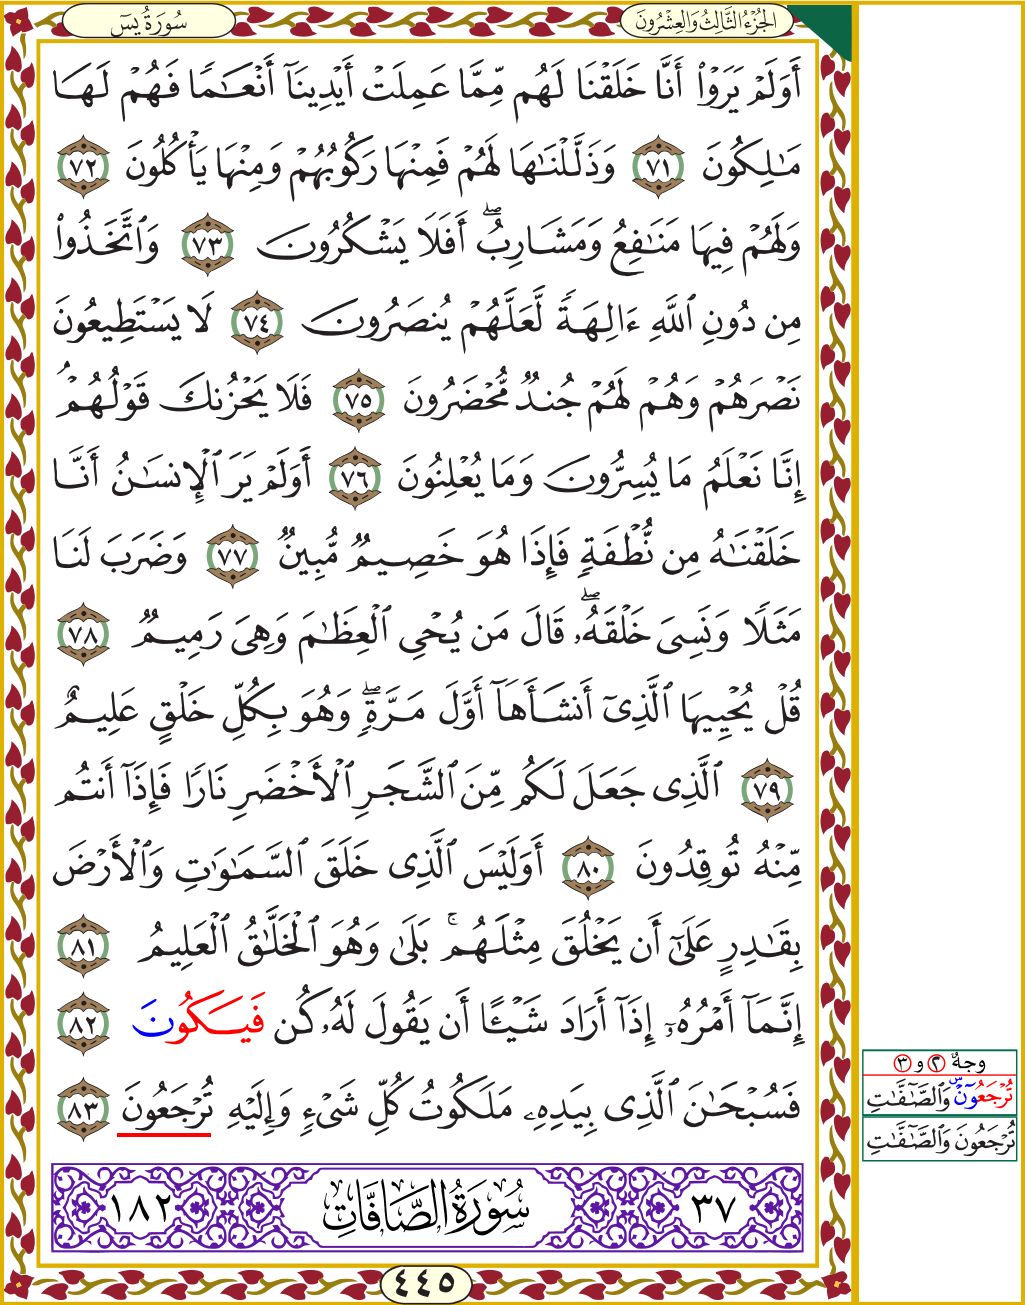 الجُزْءُ الثَّالِثُ وَالعِشْرُونَ
سُورَةُ يسٓ
أَوَلَمْ يَرَوْا۟ أَنَّا خَلَقْنَا لَهُم مِّمَّا عَمِلَتْ أَيْدِينَآ أَنْعَـٰمًا فَهُمْ لَهَا
مَـٰلِكُونَ ٧١ وَذَلَّلْنَـٰهَا لَهُمْ فَمِنْهَا رَكُوبُهُمْ وَمِنْهَا يَأْكُلُونَ ٧٢
وَلَهُمْ فِيهَا مَنَـٰفِعُ وَمَشَارِبُ ۖ أَفَلَا يَشْكُرُونَ ٧٣ وَٱتَّخَذُوا۟
مِن دُونِ ٱللَّهِ ءَالِهَةً لَّعَلَّهُمْ يُنصَرُونَ ٧٤ لَا يَسْتَطِيعُونَ
نَصْرَهُمْ وَهُمْ لَهُمْ جُندٌ مُّحْضَرُونَ ٧٥ فَلَا يَحْزُنكَ قَوْلُهُمْ ۘ
إِنَّا نَعْلَمُ مَا يُسِرُّونَ وَمَا يُعْلِنُونَ ٧٦ أَوَلَمْ يَرَ ٱلْإِنسَـٰنُ أَنَّا
خَلَقْنَـٰهُ مِن نُّطْفَةٍ فَإِذَا هُوَ خَصِيمٌ مُّبِينٌ ٧٧ وَضَرَبَ لَنَا
مَثَلًا وَنَسِىَ خَلْقَهُۥ ۖ قَالَ مَن يُحْىِ ٱلْعِظَـٰمَ وَهِىَ رَمِيمٌ ٧٨
قُلْ يُحْيِيهَا ٱلَّذِىٓ أَنشَأَهَآ أَوَّلَ مَرَّةٍ ۖ وَهُوَ بِكُلِّ خَلْقٍ عَلِيمٌ
٧٩ ٱلَّذِى جَعَلَ لَكُم مِّنَ ٱلشَّجَرِ ٱلْأَخْضَرِ نَارًا فَإِذَآ أَنتُم
مِّنْهُ تُوقِدُونَ ٨٠ أَوَلَيْسَ ٱلَّذِى خَلَقَ ٱلسَّمَـٰوَٰتِ وَٱلْأَرْضَ
بِقَـٰدِرٍ عَلَىٰٓ أَن يَخْلُقَ مِثْلَهُم ۚ بَلَىٰ وَهُوَ ٱلْخَلَّـٰقُ ٱلْعَلِيمُ ٨١
إِنَّمَآ أَمْرُهُۥٓ إِذَآ أَرَادَ شَيْـًٔا أَن يَقُولَ لَهُۥ كُن فَيَكُونَ ٨٢
فَسُبْحَـٰنَ ٱلَّذِى بِيَدِهِۦ مَلَكُوتُ كُلِّ شَىْءٍ وَإِلَيْهِ تُرْجَعُونَ ٨٣
٣٧ سُورَةُ الصَّافَّاتِ ١٨٢
٤٤٥
وجهٌ ٢ و ٣
تُرْجَعُونَ ۜ وَٱلصَّـٰٓفَّـٰتِ
تُرْجَعُونَ وَٱلصَّـٰٓفَّـٰتِ